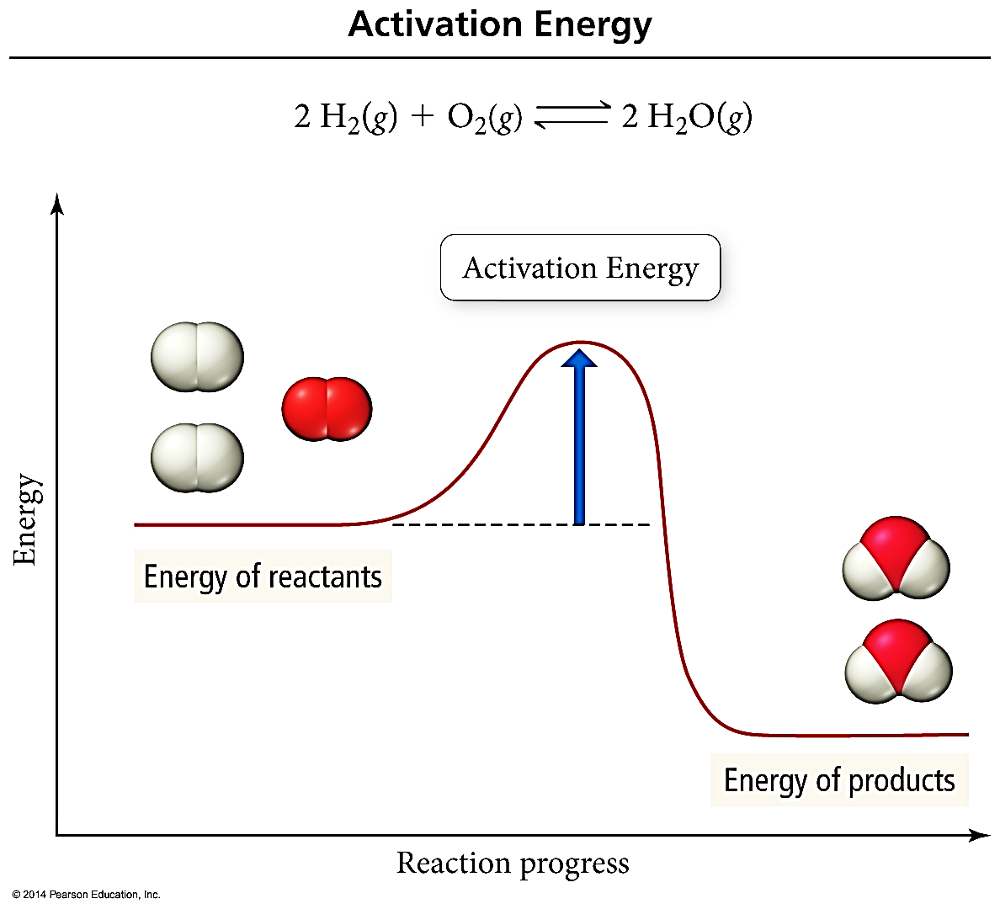 Activation Energy
2 H₂(g) + O₂(g) ⇌ 2 H₂O(g)
Activation Energy
Energy
Energy of reactants
Energy of products
Reaction progress
© 2014 Pearson Education, Inc.